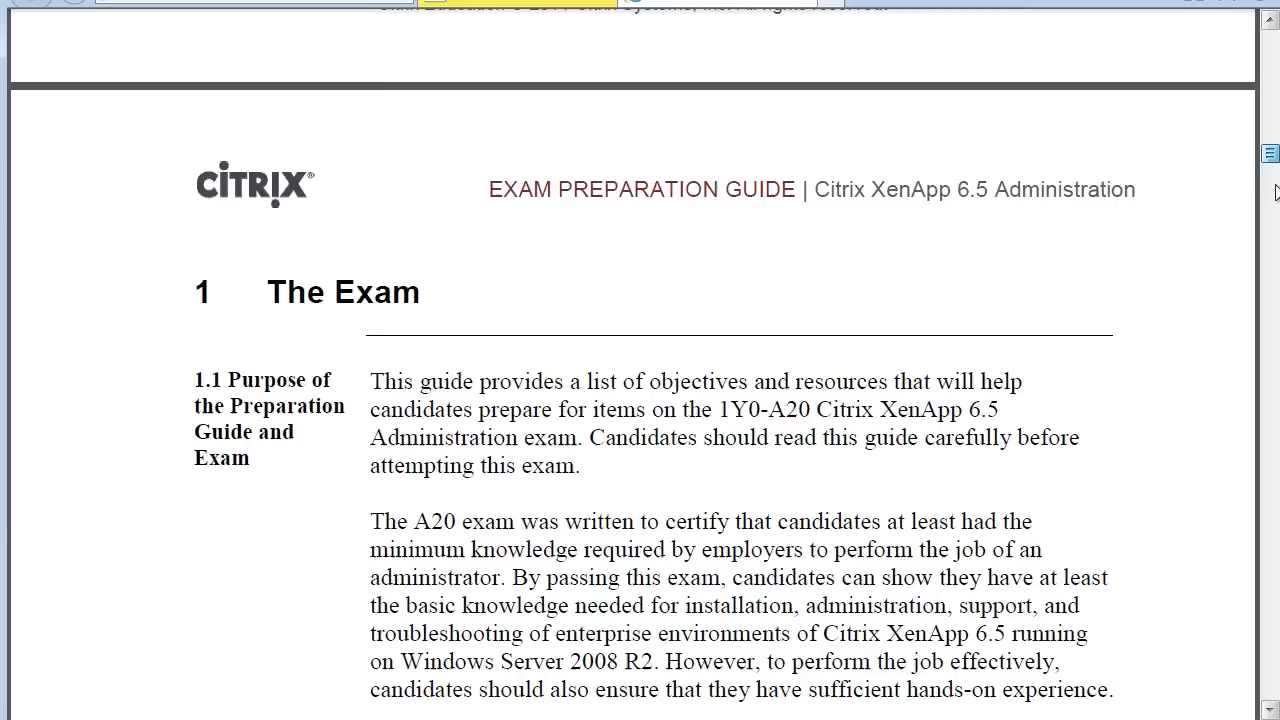 CiTRIX®
EXAM PREPARATION GUIDE | Citrix XenApp 6.5 Administration
1 The Exam
1.1 Purpose of
the Preparation
Guide and
Exam
This guide provides a list of objectives and resources that will help
candidates prepare for items on the 1Y0-A20 Citrix XenApp 6.5
Administration exam. Candidates should read this guide carefully before
attempting this exam.
The A20 exam was written to certify that candidates at least had the
minimum knowledge required by employers to perform the job of an
administrator. By passing this exam, candidates can show they have at least
the basic knowledge needed for installation, administration, support, and
troubleshooting of enterprise environments of Citrix XenApp 6.5 running
on Windows Server 2008 R2. However, to perform the job effectively,
candidates should also ensure that they have sufficient hands-on experience.